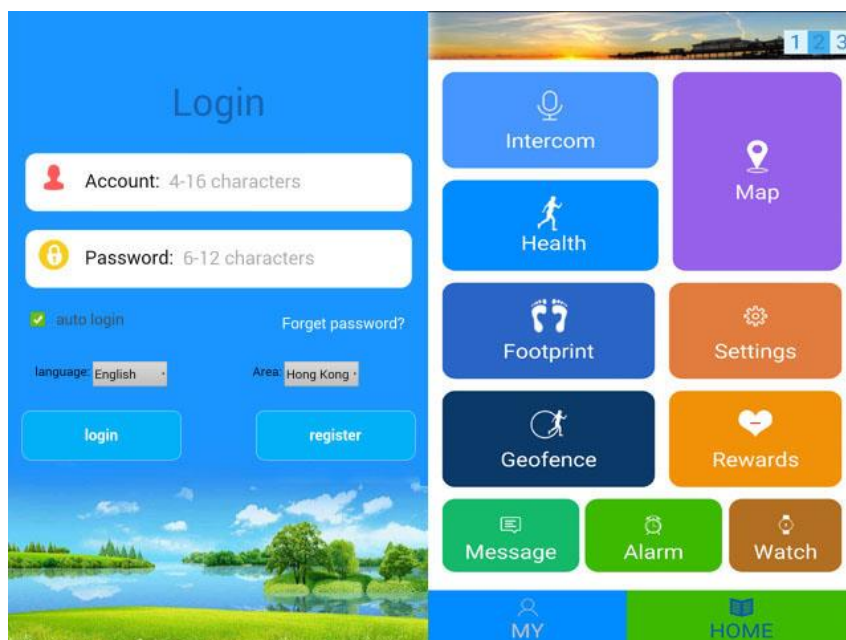 Login
Account: 4-16 characters
Password: 6-12 characters
auto login
Forget password?
language: English
Area: Hong Kong
login
register
1 2 3
Intercom
Map
Health
Footprint
Settings
Geofence
Rewards
Message
Alarm
Watch
MY
HOME